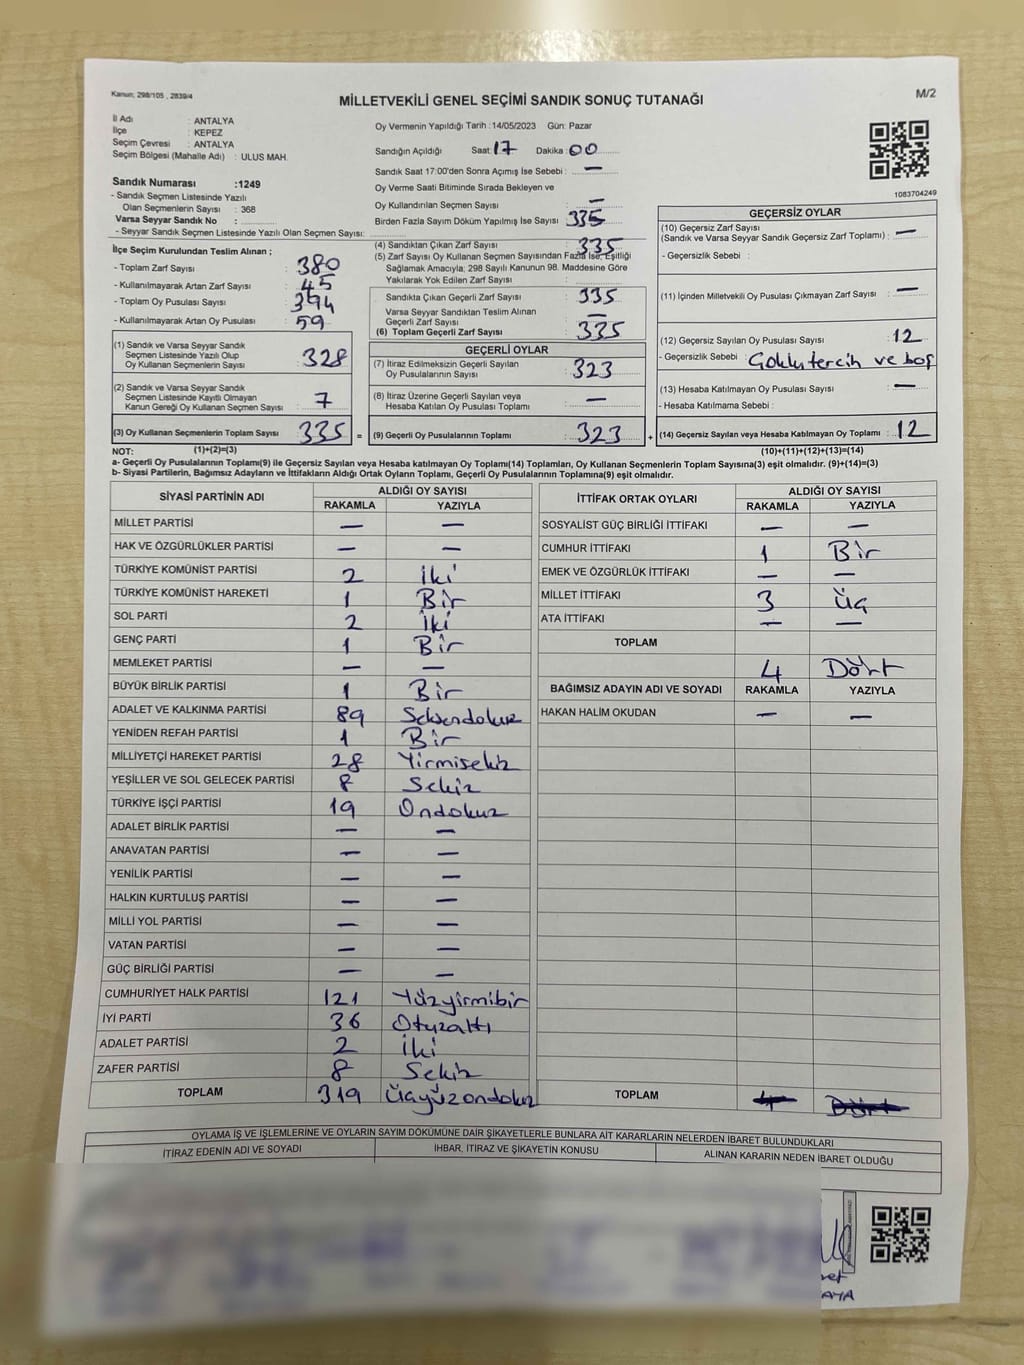 Kanun; 298/105 , 2839/4
MİLLETVEKİLİ GENEL SEÇİMİ SANDIK SONUÇ TUTANAĞI
M/2
İl Adı : ANTALYA
İlçe : KEPEZ
Seçim Çevresi : ANTALYA
Seçim Bölgesi (Mahalle Adı) : ULUS MAH.
Sandık Numarası :1249
- Sandık Seçmen Listesinde Yazılı
Olan Seçmenlerin Sayısı : 368
Varsa Seyyar Sandık No :
- Seyyar Sandık Seçmen Listesinde Yazılı Olan Seçmen Sayısı:
Oy Vermenin Yapıldığı Tarih : 14/05/2023 Gün: Pazar
Sandığın Açıldığı Saat: 17 Dakika : 00
Sandık Saat 17:00'den Sonra Açımış İse Sebebi : —
Oy Verme Saati Bitiminde Sırada Bekleyen ve
Oy Kullandırılan Seçmen Sayısı : —
Birden Fazla Sayım Döküm Yapılmış İse Sayısı 335
1083704249
İlçe Seçim Kurulundan Teslim Alınan ;
- Toplam Zarf Sayısı : 380
- Kullanılmayarak Artan Zarf Sayısı : 45
- Toplam Oy Pusulası Sayısı : 394
- Kullanılmayarak Artan Oy Pusulası : 59
(1) Sandık ve Varsa Seyyar Sandık
Seçmen Listesinde Yazılı Olup
Oy Kullanan Seçmenlerin Sayısı : 328
(2) Sandık ve Varsa Seyyar Sandık
Seçmen Listesinde Kayıtlı Olmayan
Kanun Gereği Oy Kullanan Seçmen Sayısı : 7
(3) Oy Kullanan Seçmenlerin Toplam Sayısı : 335 =
(4) Sandıktan Çıkan Zarf Sayısı : 335
(5) Zarf Sayısı Oy Kullanan Seçmen Sayısından Fazla İse, Eşitliği
Sağlamak Amacıyla; 298 Sayılı Kanunun 98. Maddesine Göre
Yakılarak Yok Edilen Zarf Sayısı :
Sandıkta Çıkan Geçerli Zarf Sayısı : 335
Varsa Seyyar Sandıktan Teslim Alınan
Geçerli Zarf Sayısı : —
(6) Toplam Geçerli Zarf Sayısı : 335
GEÇERLİ OYLAR
(7) İtiraz Edilmeksizin Geçerli Sayılan
Oy Pusulalarının Sayısı : 323
(8) İtiraz Üzerine Geçerli Sayılan veya
Hesaba Katılan Oy Pusulası Toplamı : —
(9) Geçerli Oy Pusulalarının Toplamı : 323 +
GEÇERSİZ OYLAR
(10) Geçersiz Zarf Sayısı
(Sandık ve Varsa Seyyar Sandık Geçersiz Zarf Toplamı) : —
- Geçersizlik Sebebi :
(11) İçinden Milletvekili Oy Pusulası Çıkmayan Zarf Sayısı : —
(12) Geçersiz Sayılan Oy Pusulası Sayısı : 12
- Geçersizlik Sebebi : Çoklu tercih ve boş
(13) Hesaba Katılmayan Oy Pusulası Sayısı : —
- Hesaba Katılmama Sebebi :
(14) Geçersiz Sayılan veya Hesaba Katılmayan Oy Toplamı : 12
NOT: (1)+(2)=(3) (10)+(11)+(12)+(13)=(14)
a- Geçerli Oy Pusulalarının Toplamı(9) ile Geçersiz Sayılan veya Hesaba katılmayan Oy Toplamı(14) Toplamları, Oy Kullanan Seçmenlerin Toplam Sayısına(3) eşit olmalıdır. (9)+(14)=(3)
b- Siyasi Partilerin, Bağımsız Adayların ve İttifakların Aldığı Ortak Oyların Toplamı, Geçerli Oy Pusulalarının Toplamına(9) eşit olmalıdır.
SİYASİ PARTİNİN ADI ALDIĞI OY SAYISI
RAKAMLA YAZIYLA
MİLLET PARTİSİ — —
HAK VE ÖZGÜRLÜKLER PARTİSİ — —
TÜRKİYE KOMÜNİST PARTİSİ 2 İki
TÜRKİYE KOMÜNİST HAREKETİ 1 Bir
SOL PARTİ 2 İki
GENÇ PARTİ 1 Bir
MEMLEKET PARTİSİ — —
BÜYÜK BİRLİK PARTİSİ 1 Bir
ADALET VE KALKINMA PARTİSİ 89 Seksendokuz
YENİDEN REFAH PARTİSİ 1 Bir
MİLLİYETÇİ HAREKET PARTİSİ 28 Yirmisekiz
YEŞİLLER VE SOL GELECEK PARTİSİ 8 Sekiz
TÜRKİYE İŞÇİ PARTİSİ 19 Ondokuz
ADALET BİRLİK PARTİSİ — —
ANAVATAN PARTİSİ — —
YENİLİK PARTİSİ — —
HALKIN KURTULUŞ PARTİSİ — —
MİLLİ YOL PARTİSİ — —
VATAN PARTİSİ — —
GÜÇ BİRLİĞİ PARTİSİ — —
CUMHURİYET HALK PARTİSİ 121 Yüzyirmibir
İYİ PARTİ 36 Otuzaltı
ADALET PARTİSİ 2 İki
ZAFER PARTİSİ 8 Sekiz
TOPLAM 319 Üçyüzondokuz
İTTİFAK ORTAK OYLARI ALDIĞI OY SAYISI
RAKAMLA YAZIYLA
SOSYALİST GÜÇ BİRLİĞİ İTTİFAKI — —
CUMHUR İTTİFAKI 1 Bir
EMEK VE ÖZGÜRLÜK İTTİFAKI — —
MİLLET İTTİFAKI 3 Üç
ATA İTTİFAKI — —
TOPLAM
4 Dört
BAĞIMSIZ ADAYIN ADI VE SOYADI RAKAMLA YAZIYLA
HAKAN HALİM OKUDAN — —
TOPLAM 4 Dört
OYLAMA İŞ VE İŞLEMLERİNE VE OYLARIN SAYIM DÖKÜMÜNE DAİR ŞİKAYETLERLE BUNLARA AİT KARARLARIN NELERDEN İBARET BULUNDUKLARI
İTİRAZ EDENİN ADI VE SOYADI İHBAR, İTİRAZ VE ŞİKAYETİN KONUSU ALINAN KARARIN NEDEN İBARET OLDUĞU